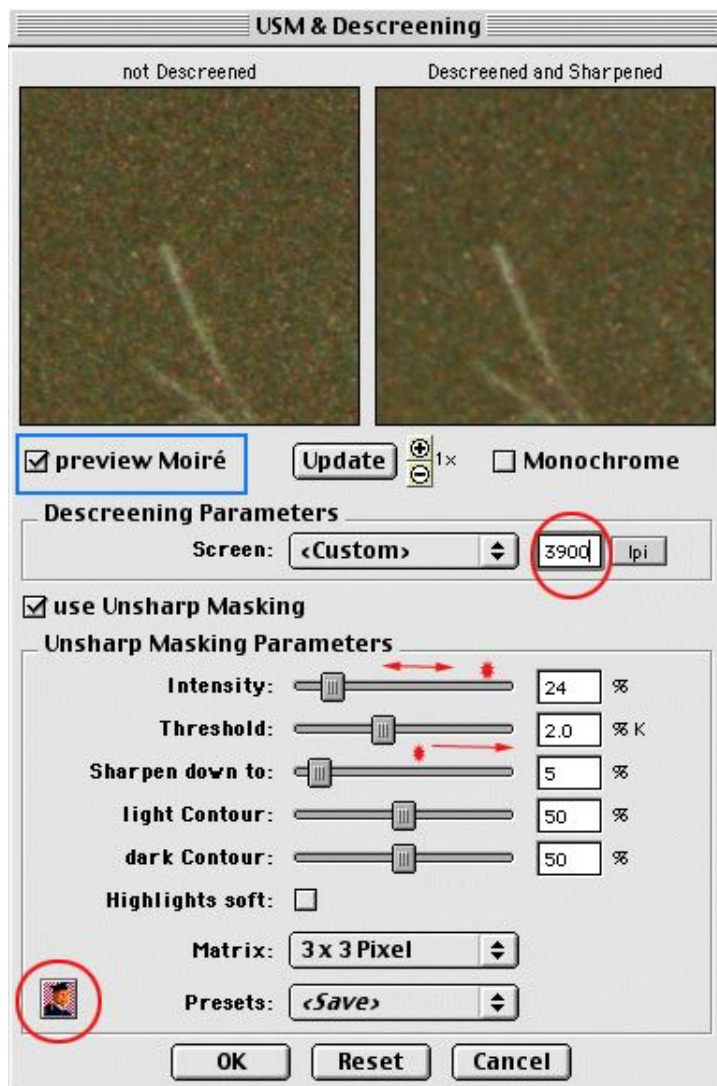 USM & Descreening
not Descreened Descreened and Sharpened
preview Moiré Update 1x Monochrome
Descreening Parameters
Screen: <Custom> 3900 lpi
use Unsharp Masking
Unsharp Masking Parameters
Intensity: 24 %
Threshold: 2.0 % K
Sharpen down to: 5 %
light Contour: 50 %
dark Contour: 50 %
Highlights soft:
Matrix: 3 x 3 Pixel
Presets: <Save>
OK Reset Cancel